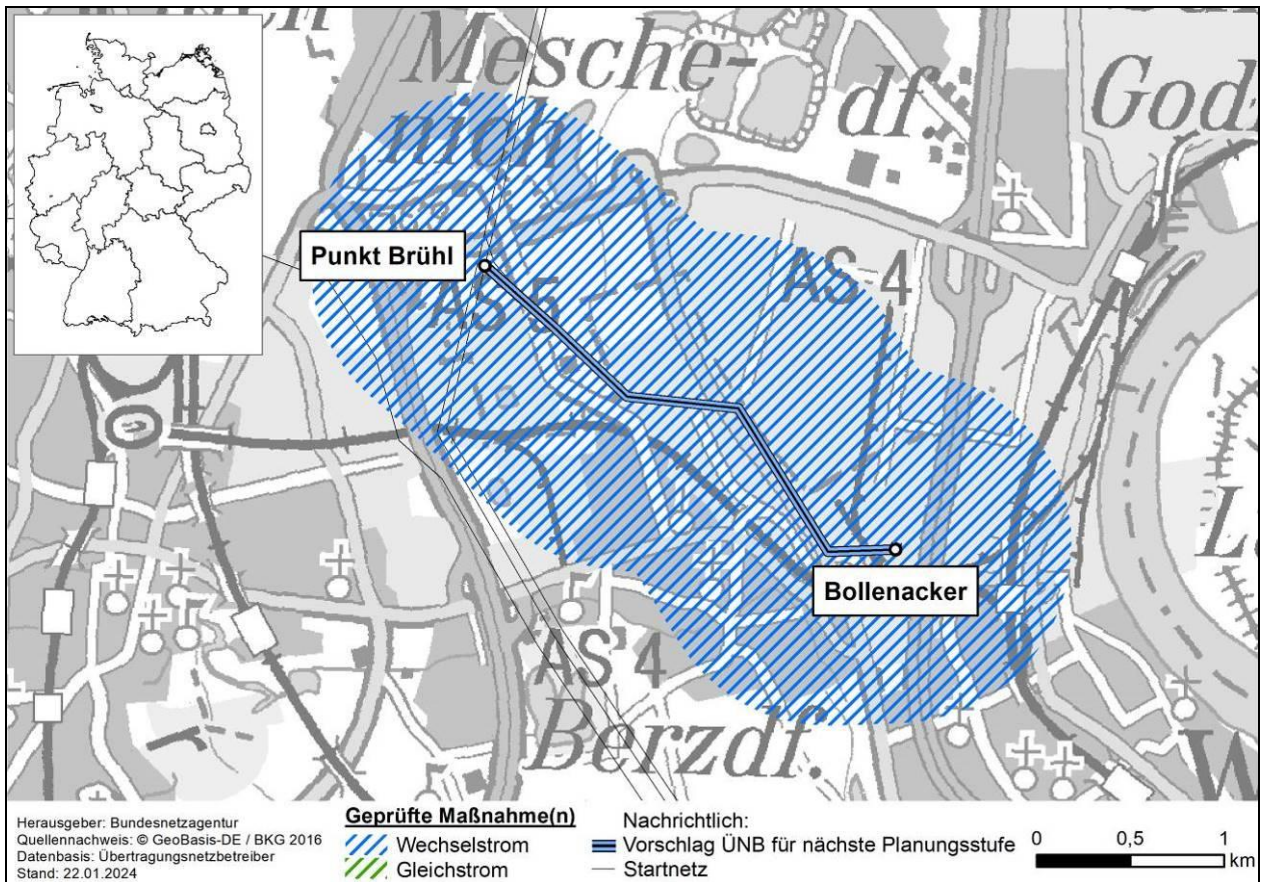 Mesche-
nich
df.
God
Punkt Brühl
AS 5
AS 4
Bollenacker
AS 4
Berzdf.
W
Herausgeber: Bundesnetzagentur
Quellennachweis: © GeoBasis-DE / BKG 2016
Datenbasis: Übertragungsnetzbetreiber
Stand: 22.01.2024
Geprüfte Maßnahme(n)
Wechselstrom
Gleichstrom
Nachrichtlich:
Vorschlag ÜNB für nächste Planungsstufe
Startnetz
0 0,5 1
km